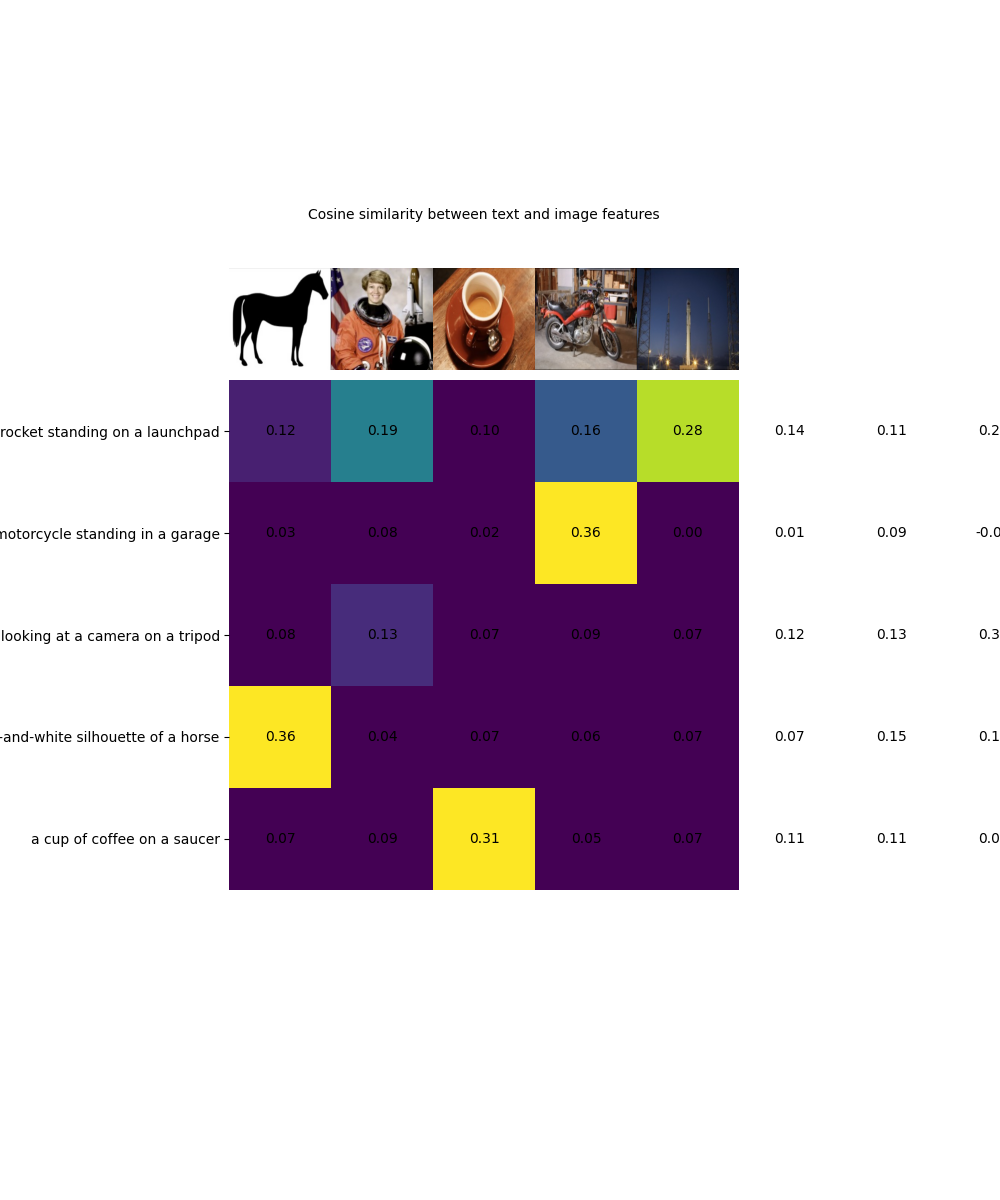 Cosine similarity between text and image features
rocket standing on a launchpad 0.12 0.19 0.10 0.16 0.28 0.14 0.11 0.2
motorcycle standing in a garage 0.03 0.08 0.02 0.36 0.00 0.01 0.09 -0.0
looking at a camera on a tripod 0.08 0.13 0.07 0.09 0.07 0.12 0.13 0.3
-and-white silhouette of a horse 0.36 0.04 0.07 0.06 0.07 0.07 0.15 0.1
a cup of coffee on a saucer 0.07 0.09 0.31 0.05 0.07 0.11 0.11 0.0